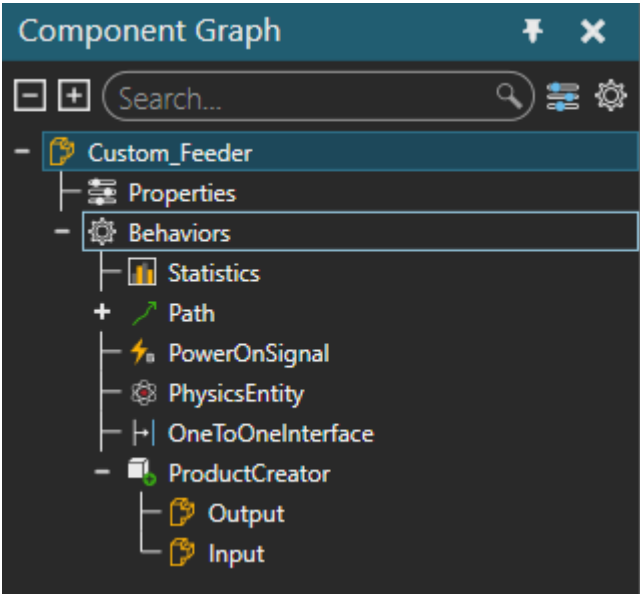 Component Graph
Search...
Custom_Feeder
Properties
Behaviors
Statistics
Path
PowerOnSignal
PhysicsEntity
OneToOneInterface
ProductCreator
Output
Input